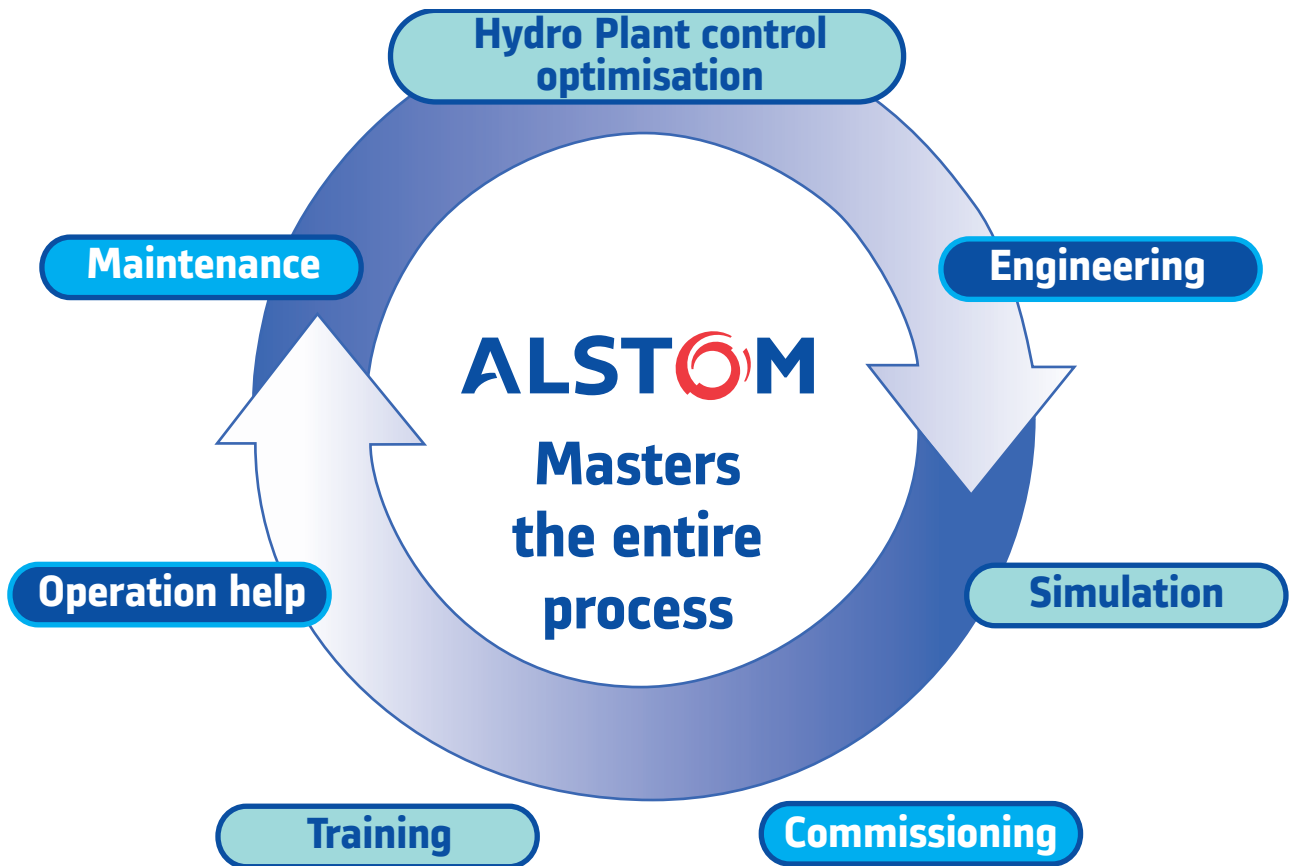 Hydro Plant control
optimisation
Maintenance
Engineering
ALSTOM
Masters
the entire
process
Operation help
Simulation
Training
Commissioning